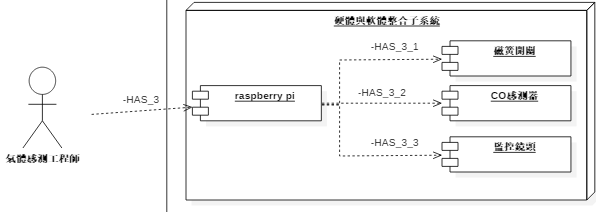 硬體與軟體整合子系統
-HAS_3_1
磁簧開關
-HAS_3
raspberry pi
-HAS_3_2
CO感測器
-HAS_3_3
監控鏡頭
氣體感測工程師